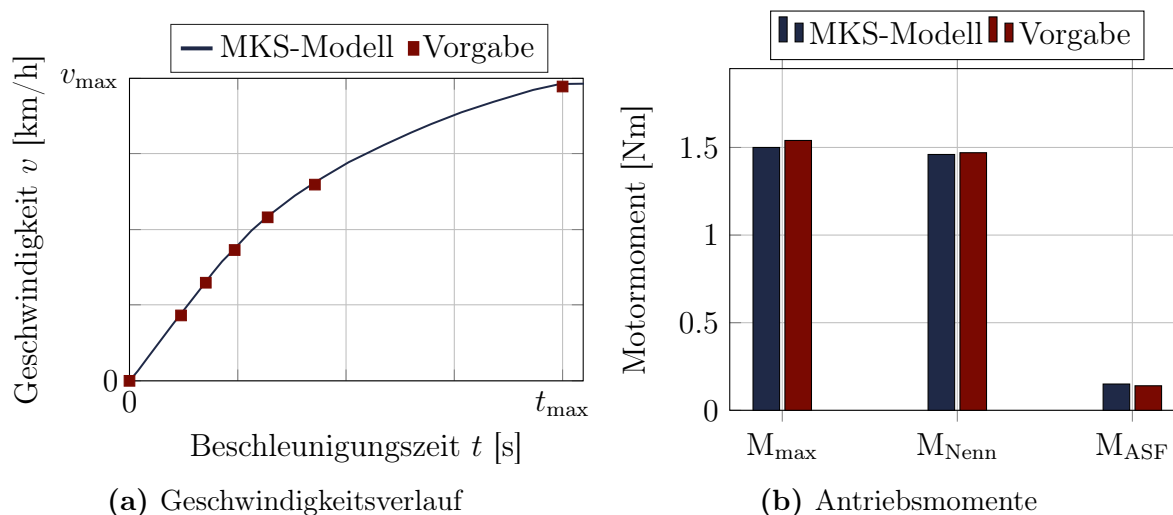 MKS-Modell Vorgabe
v_max
0
0
t_max
Geschwindigkeit v [km/h]
Beschleunigungszeit t [s]
(a) Geschwindigkeitsverlauf
MKS-Modell Vorgabe
1.5
1
0.5
0
Motormoment [Nm]
M_max M_Nenn M_ASF
(b) Antriebsmomente